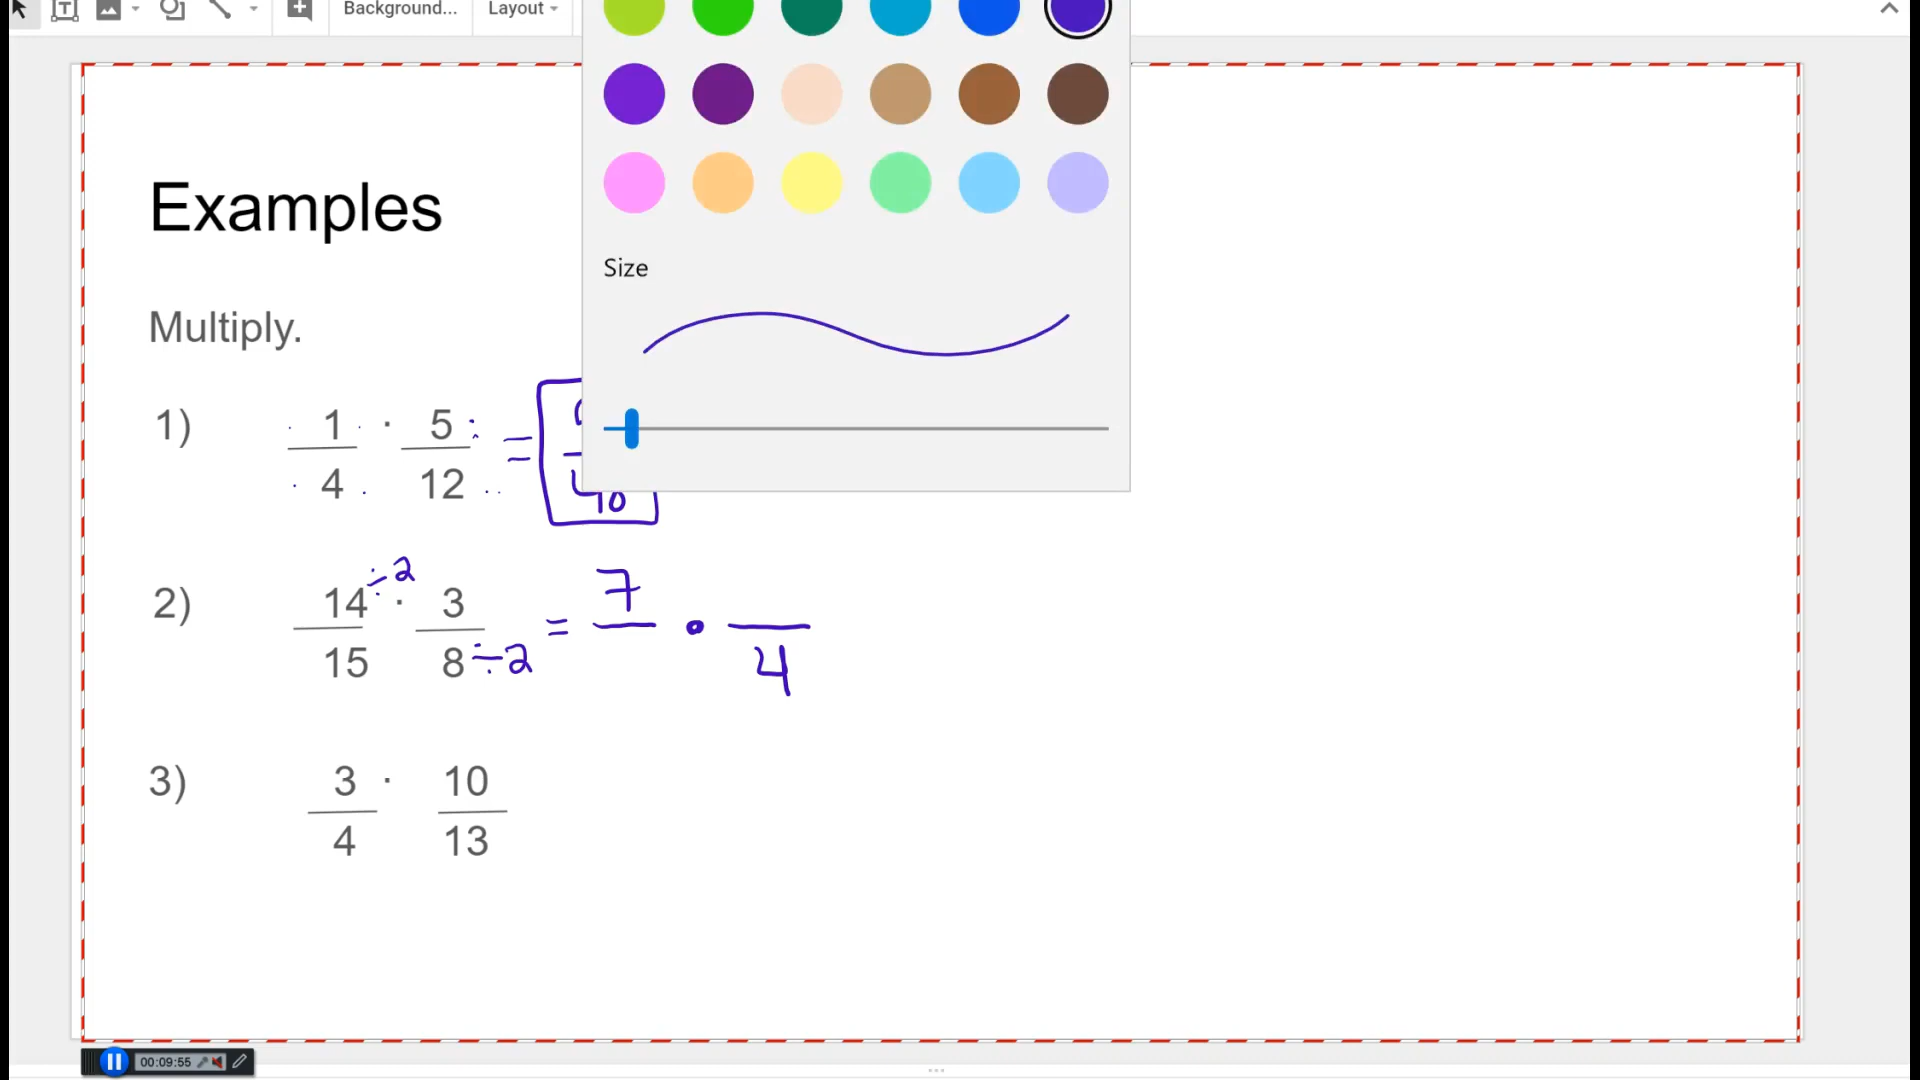 Background... Layout
Size
Examples
Multiply.
1) 1/4 · 5/12 =
48
2) 14/15 ÷2 · 3/8 ÷2 = 7/ • /4
3) 3/4 · 10/13
00:09:55